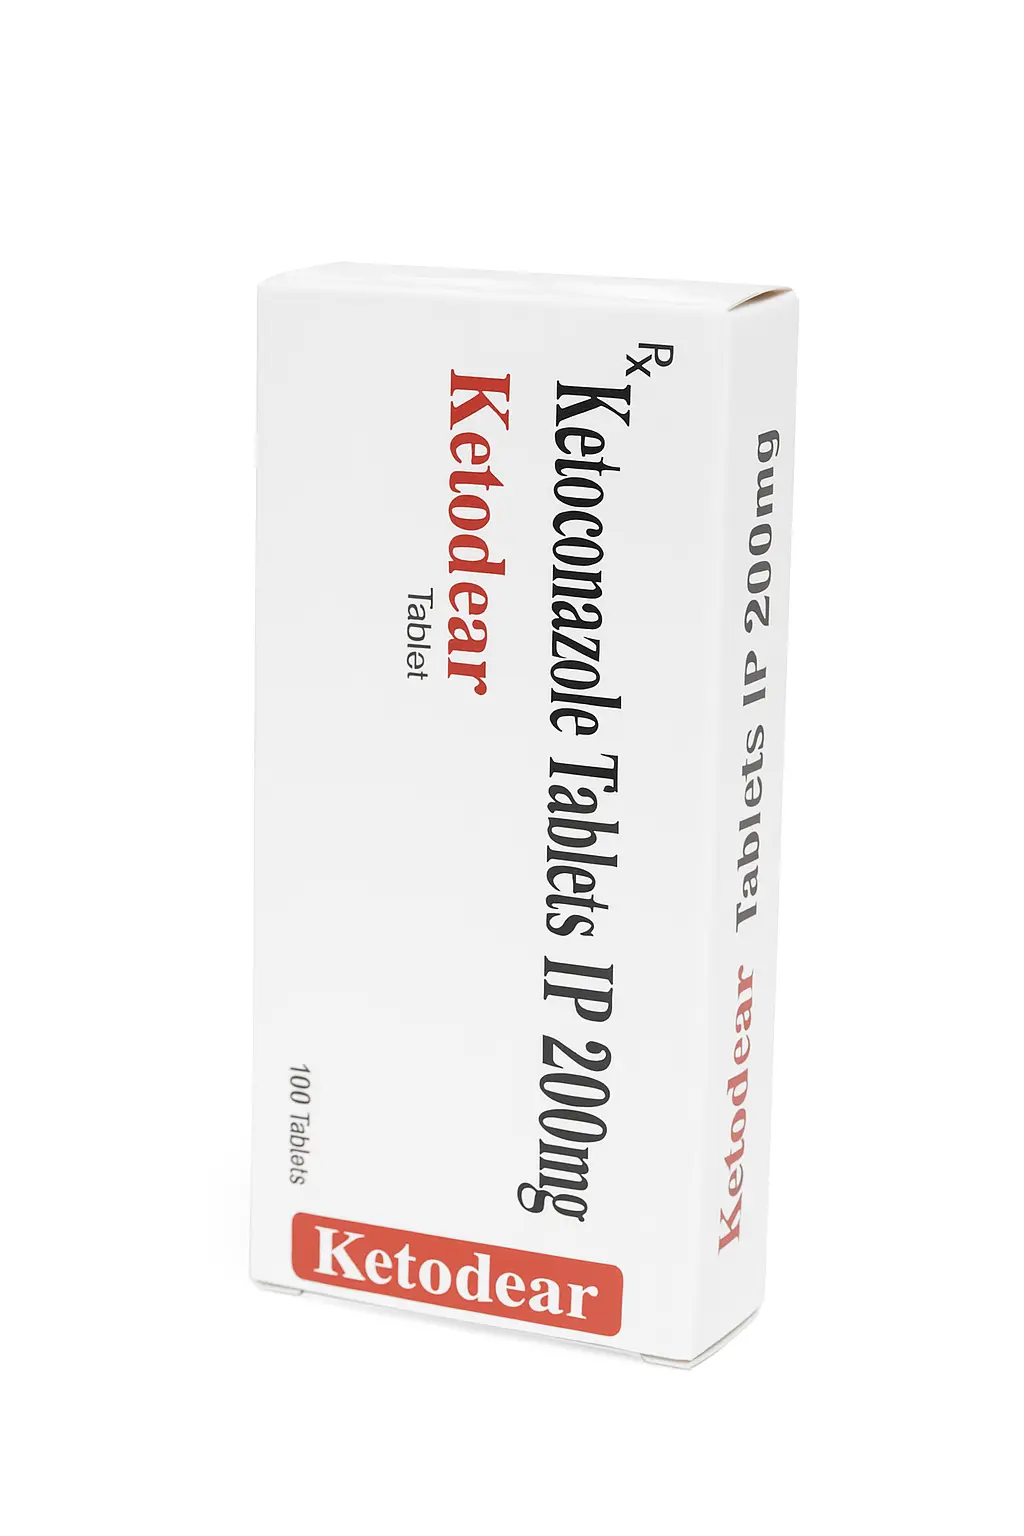 Rx
Ketoconazole Tablets IP 200mg
Ketodear
Tablet
100 Tablets
Ketodear
Ketodear Tablets IP 200mg